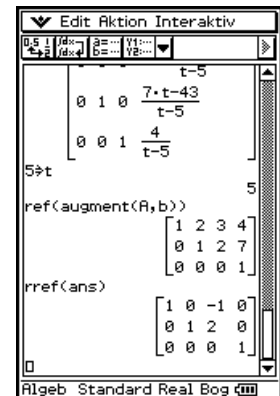 Edit Aktion Interaktiv
t-5
0 1 0 7·t-43
t-5
0 0 1 4
t-5
5⇒t
5
ref(augment(A,b))
1 2 3 4
0 1 2 7
0 0 0 1
rref(ans)
1 0 -1 0
0 1 2 0
0 0 0 1
Algeb Standard Real Bog